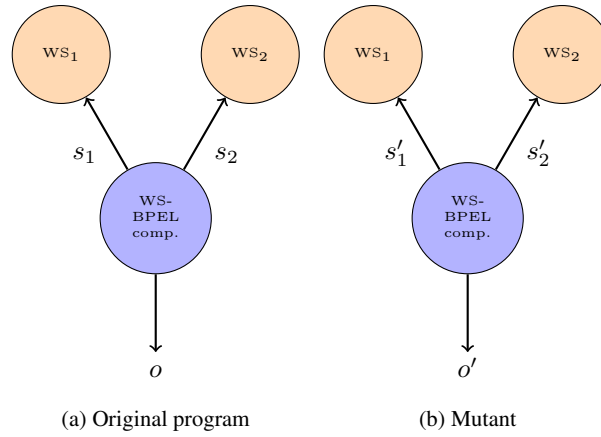 WS₁ WS₂ WS₁ WS₂
s₁ s₂ s′₁ s′₂
WS- WS-
BPEL BPEL
comp. comp.
o o′
(a) Original program (b) Mutant